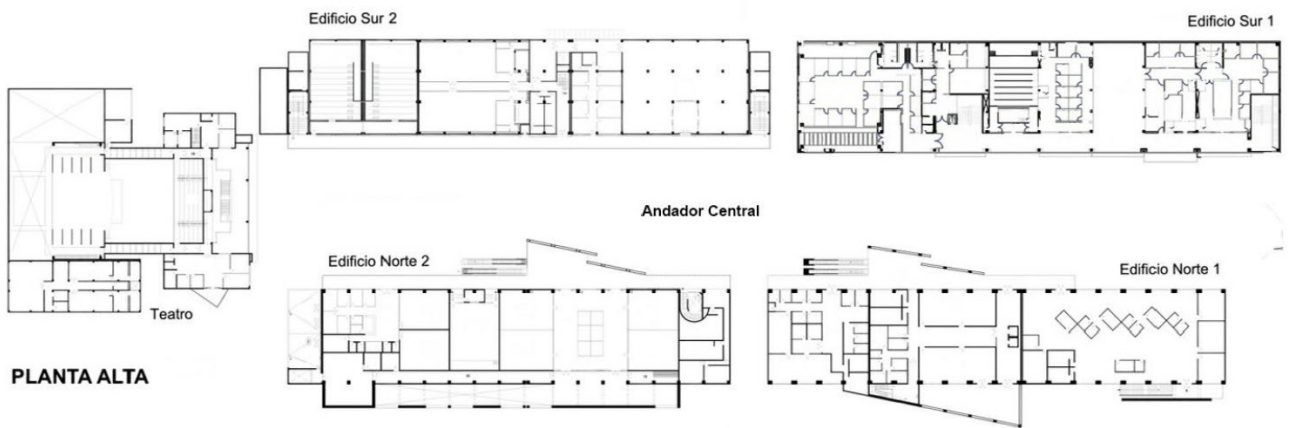 Edificio Sur 2
Edificio Sur 1
Andador Central
Edificio Norte 2
Edificio Norte 1
Teatro
PLANTA ALTA